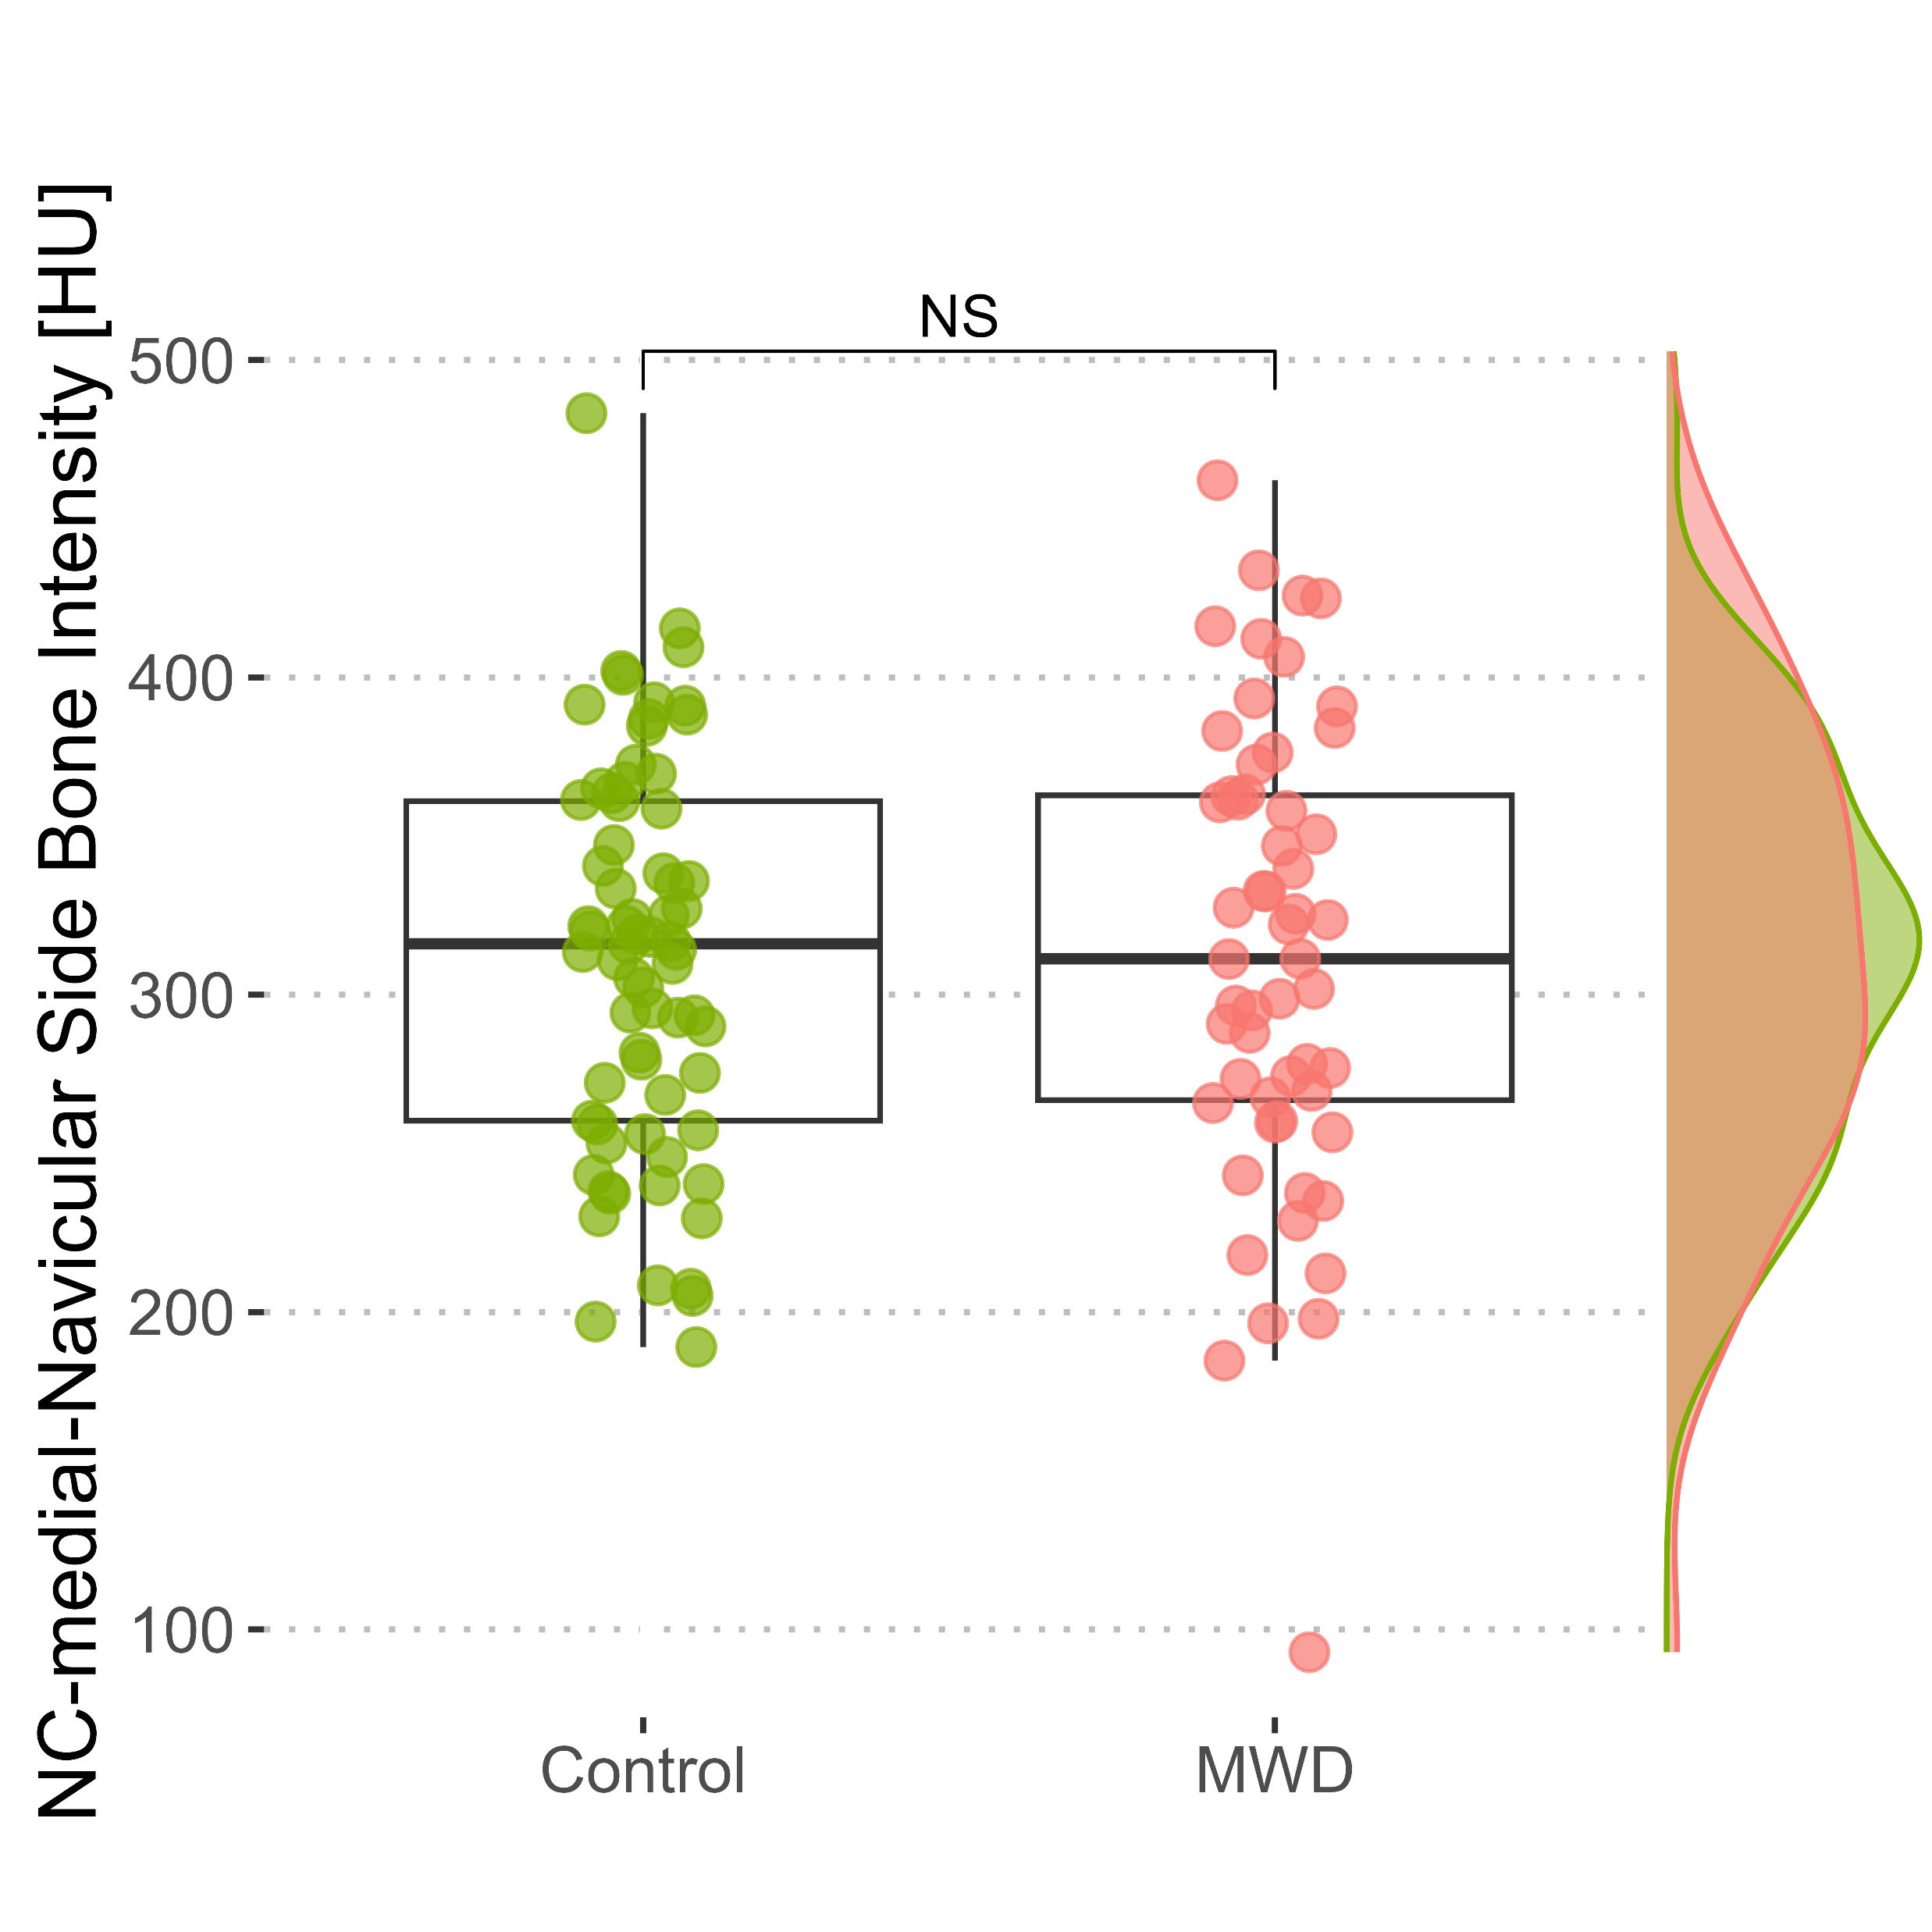 NC-medial-Navicular Side Bone Intensity [HU]
NS
500
400
300
200
100
Control
MWD